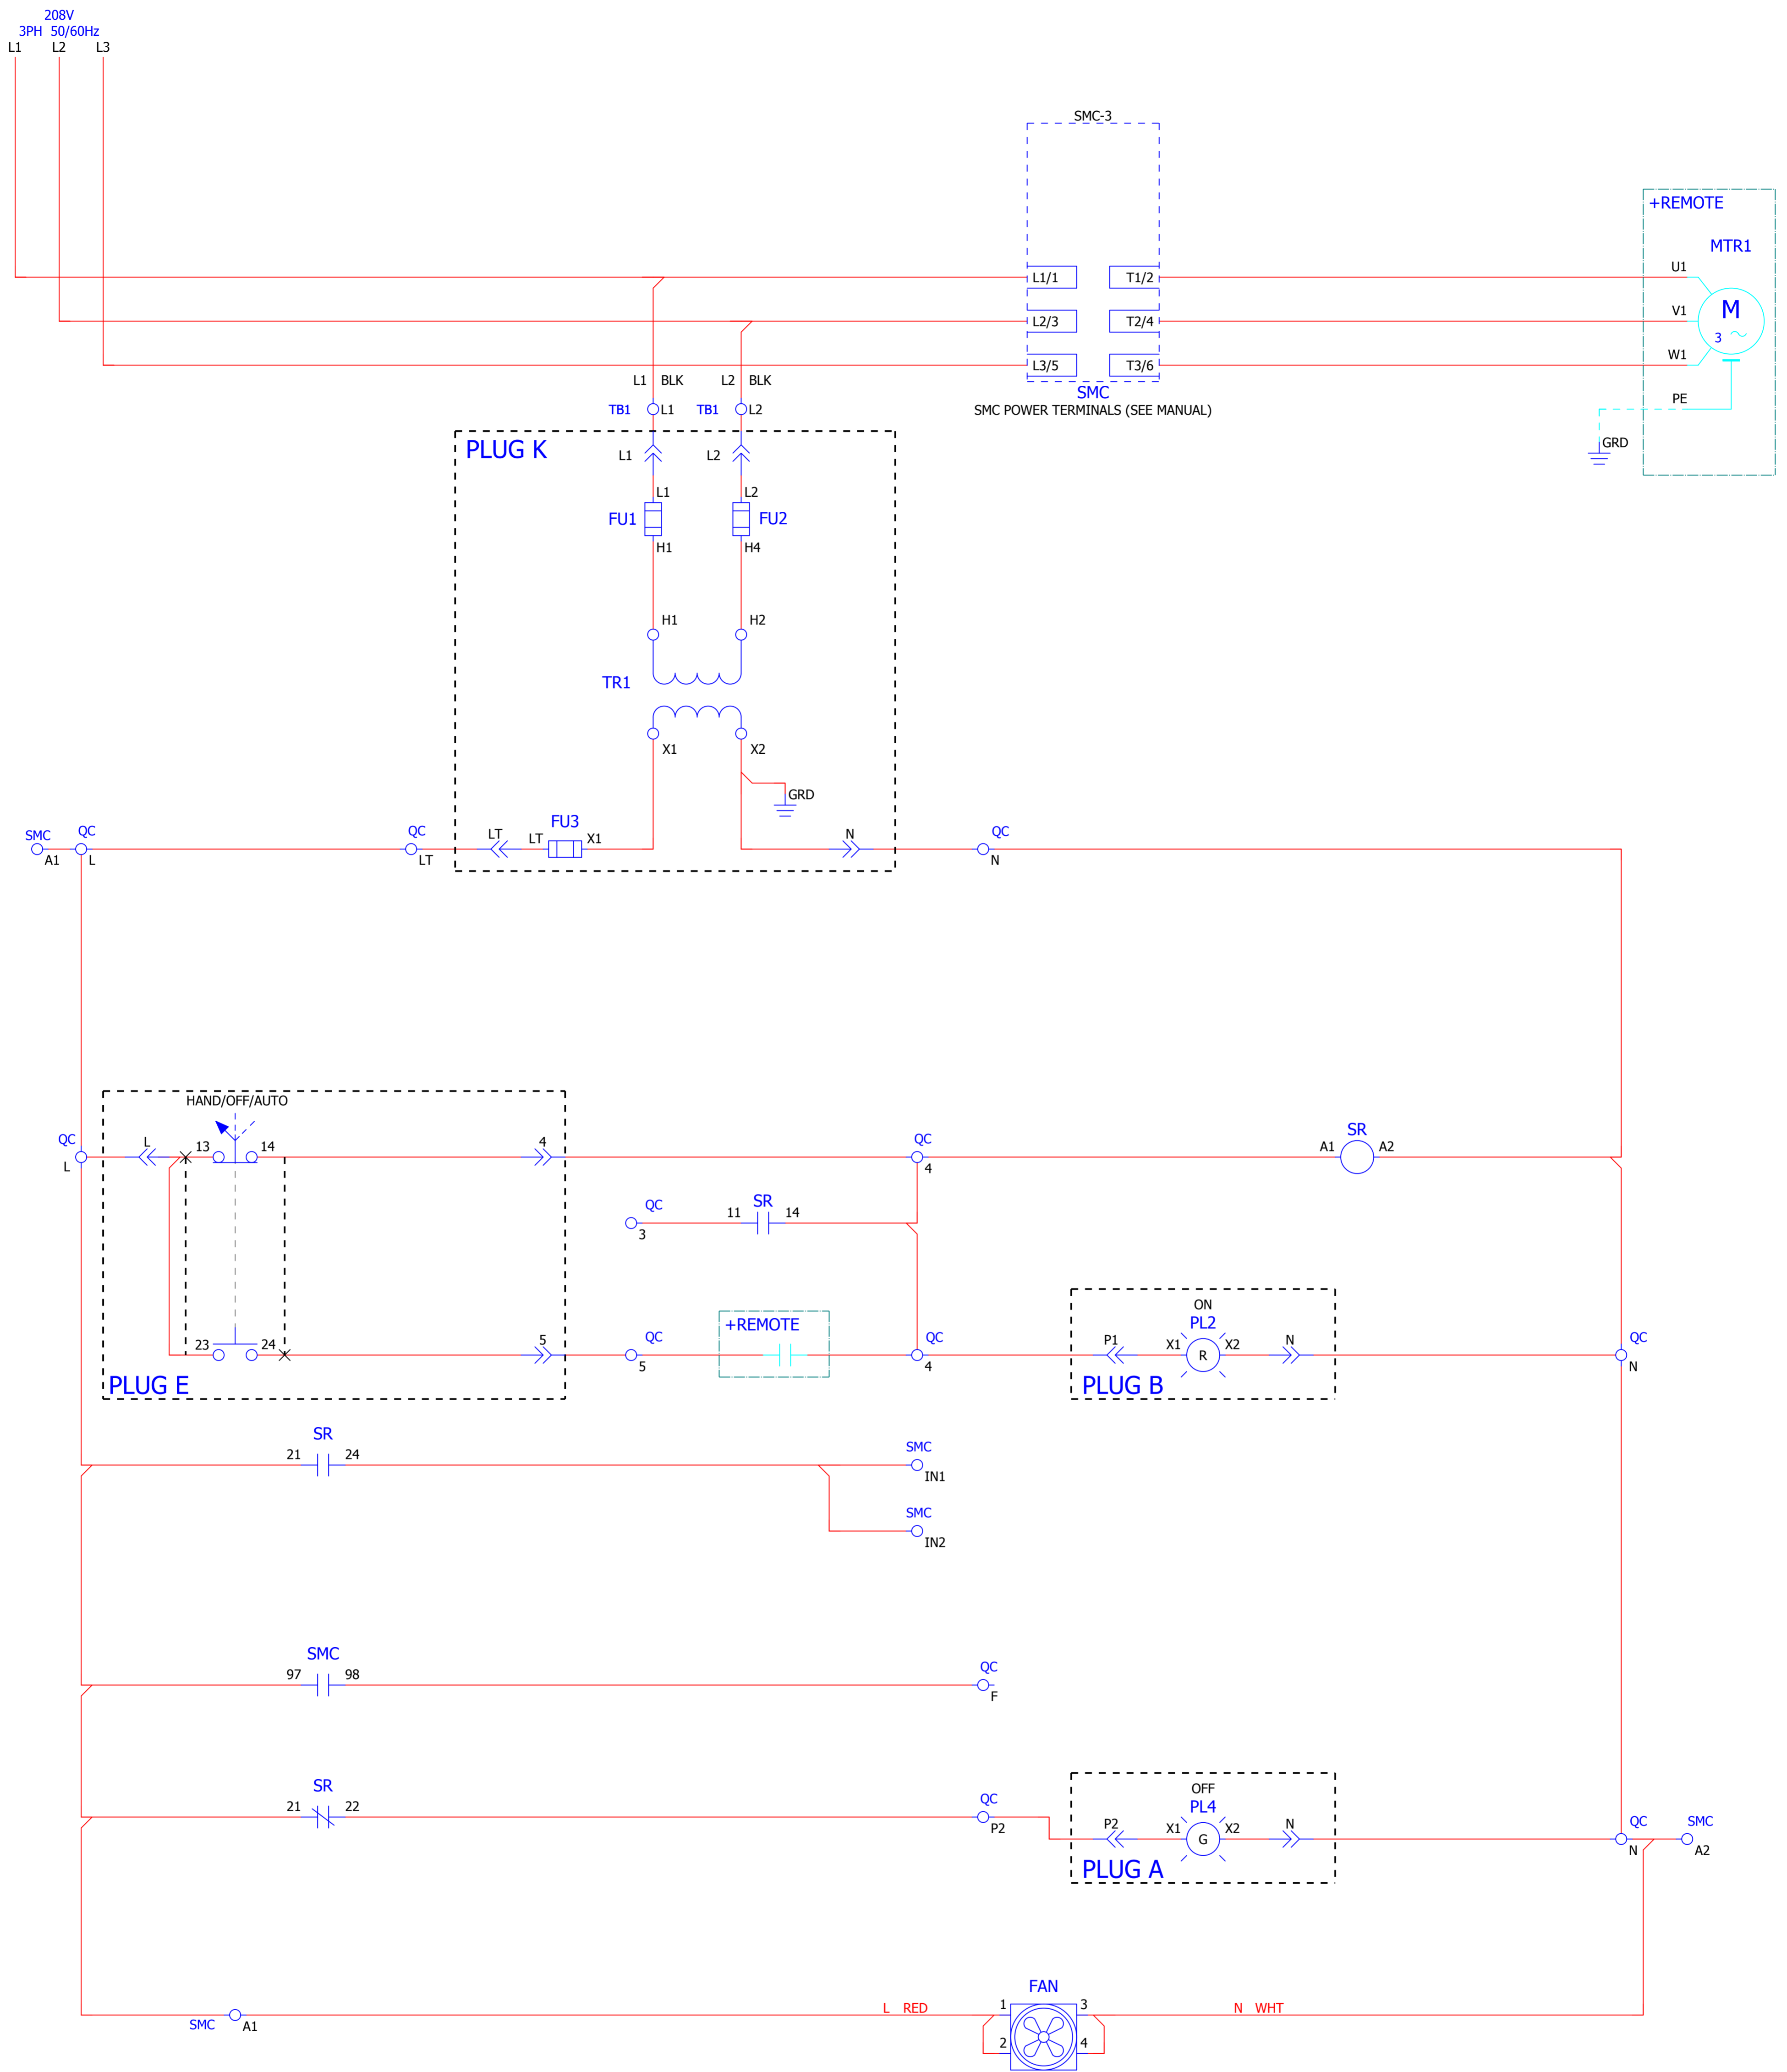 208V
3PH 50/60Hz
L1 L2 L3
SMC-3
+REMOTE
MTR1
L1/1 T1/2 U1
L2/3 T2/4 V1
M
3
L3/5 T3/6 W1
L1 BLK L2 BLK
SMC
SMC POWER TERMINALS (SEE MANUAL)
PE
GRD
TB1 L1 TB1 L2
PLUG K
L1 L2
L1 L2
FU1 FU2
H1 H4
H1 H2
TR1
X1 X2
GRD
SMC QC QC LT FU3 N QC
LT X1
A1 L LT N
HAND/OFF/AUTO
QC L 13 14 4 QC SR
A1 A2
L 4
QC SR
11 14
3
+REMOTE
ON
PL2
23 24 5 QC P1 X1 X2 N QC
R
5 4 N
PLUG E PLUG B
SR
21 24 SMC
IN1
SMC
IN2
SMC
97 98 QC
F
SR
21 22 QC
P2
OFF
PL4
P2 X1 X2 N QC SMC
G
N A2
PLUG A
FAN
L RED 1 3 N WHT
SMC A1
2 4